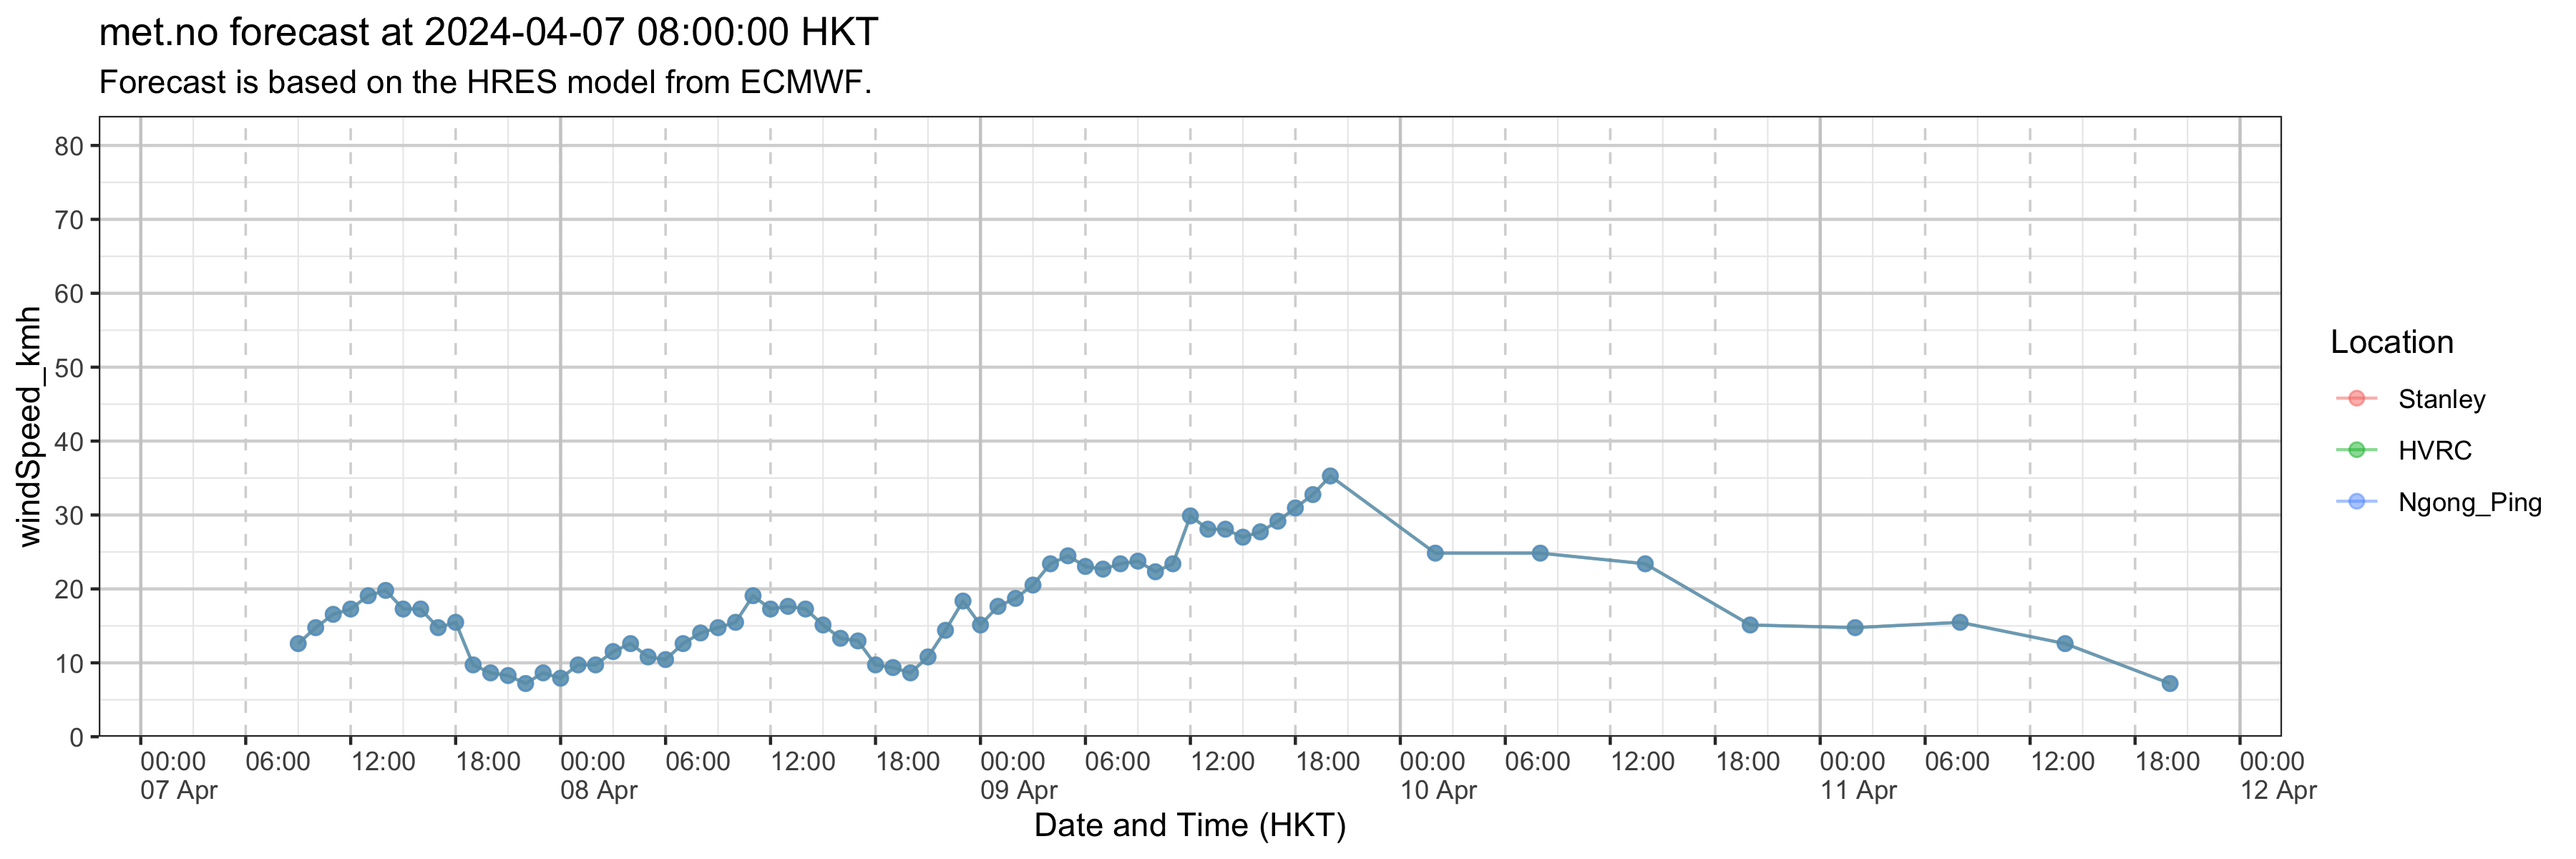 met.no forecast at 2024-04-07 08:00:00 HKT
Forecast is based on the HRES model from ECMWF.
windSpeed_kmh
80
70
60
50
40
30
20
10
0
00:00 06:00 12:00 18:00 00:00 06:00 12:00 18:00 00:00 06:00 12:00 18:00 00:00 06:00 12:00 18:00 00:00 06:00 12:00 18:00 00:00
07 Apr 08 Apr 09 Apr 10 Apr 11 Apr 12 Apr
Date and Time (HKT)
Location
Stanley
HVRC
Ngong_Ping